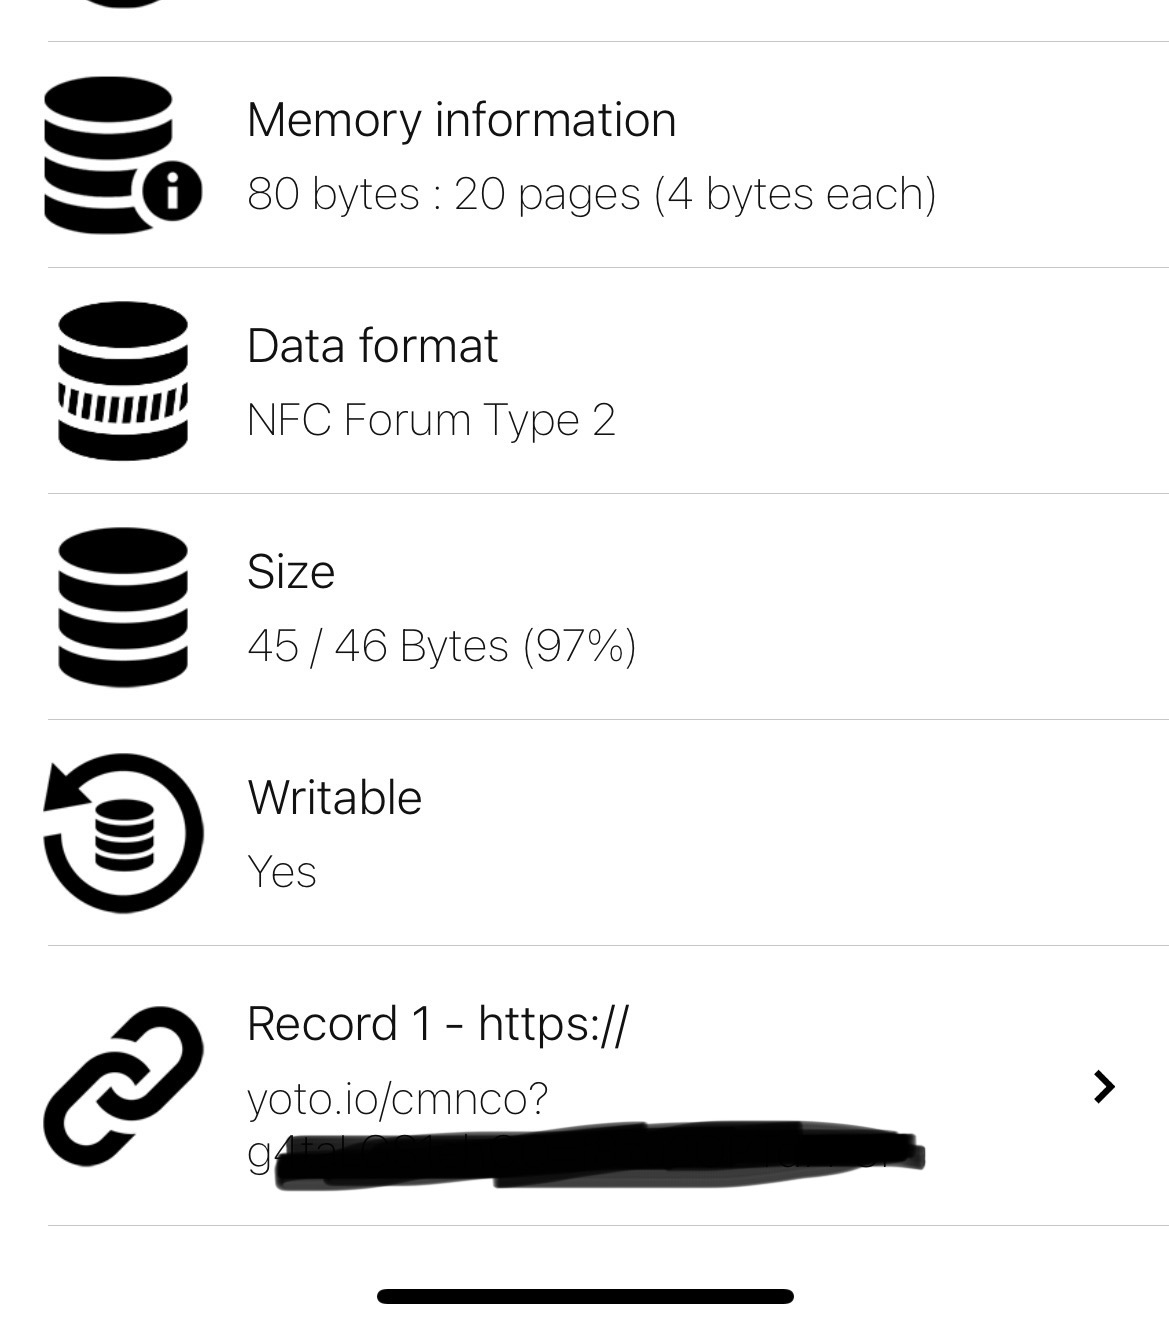 Memory information
80 bytes : 20 pages (4 bytes each)
Data format
NFC Forum Type 2
Size
45 / 46 Bytes (97%)
Writable
Yes
Record 1 - https://
yoto.io/cmnco?